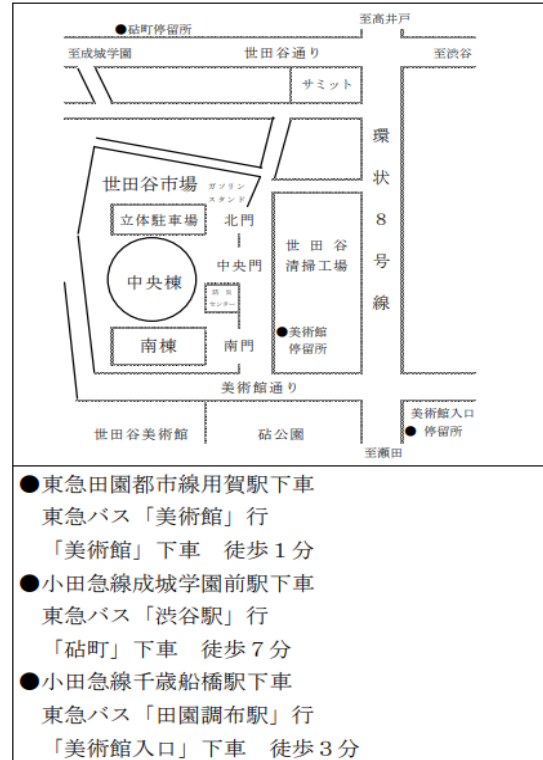 至高井戸
●砧町停留所
至成城学園　世田谷通り　至渋谷
サミット
環状８号線
世田谷市場
ガソリン
スタンド
立体駐車場
北門
世田谷
清掃工場
中央門
中央棟
防災
センター
●美術館
停留所
南棟
南門
美術館通り
美術館入口
● 停留所
世田谷美術館　砧公園
至瀬田
●東急田園都市線用賀駅下車
東急バス「美術館」行
「美術館」下車　徒歩１分
●小田急線成城学園前駅下車
東急バス「渋谷駅」行
「砧町」下車　徒歩７分
●小田急線千歳船橋駅下車
東急バス「田園調布駅」行
「美術館入口」下車　徒歩３分